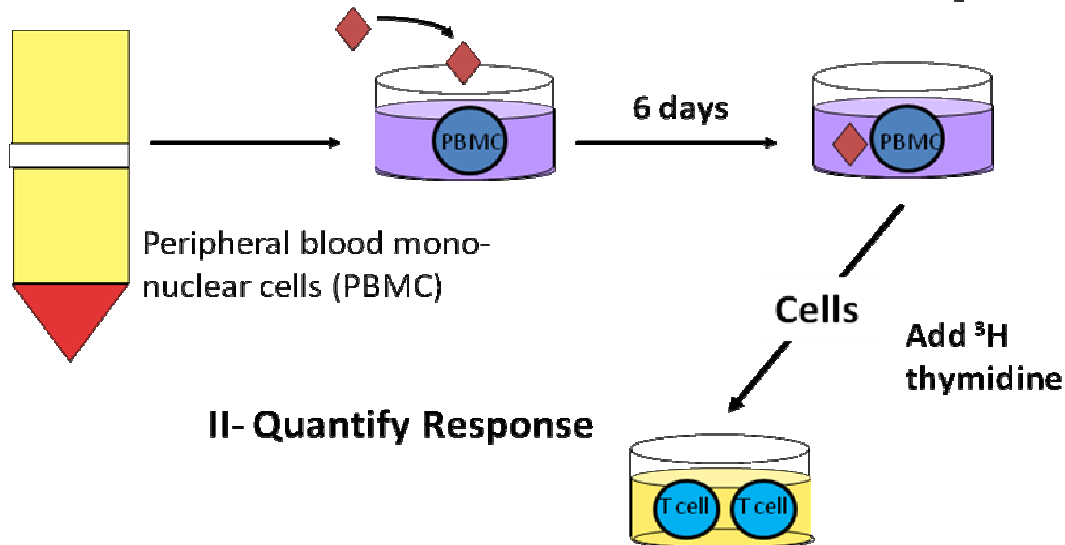 6 days
PBMC
PBMC
Peripheral blood mono-
nuclear cells (PBMC)
Cells
Add ³H
thymidine
II- Quantify Response
T cell
T cell